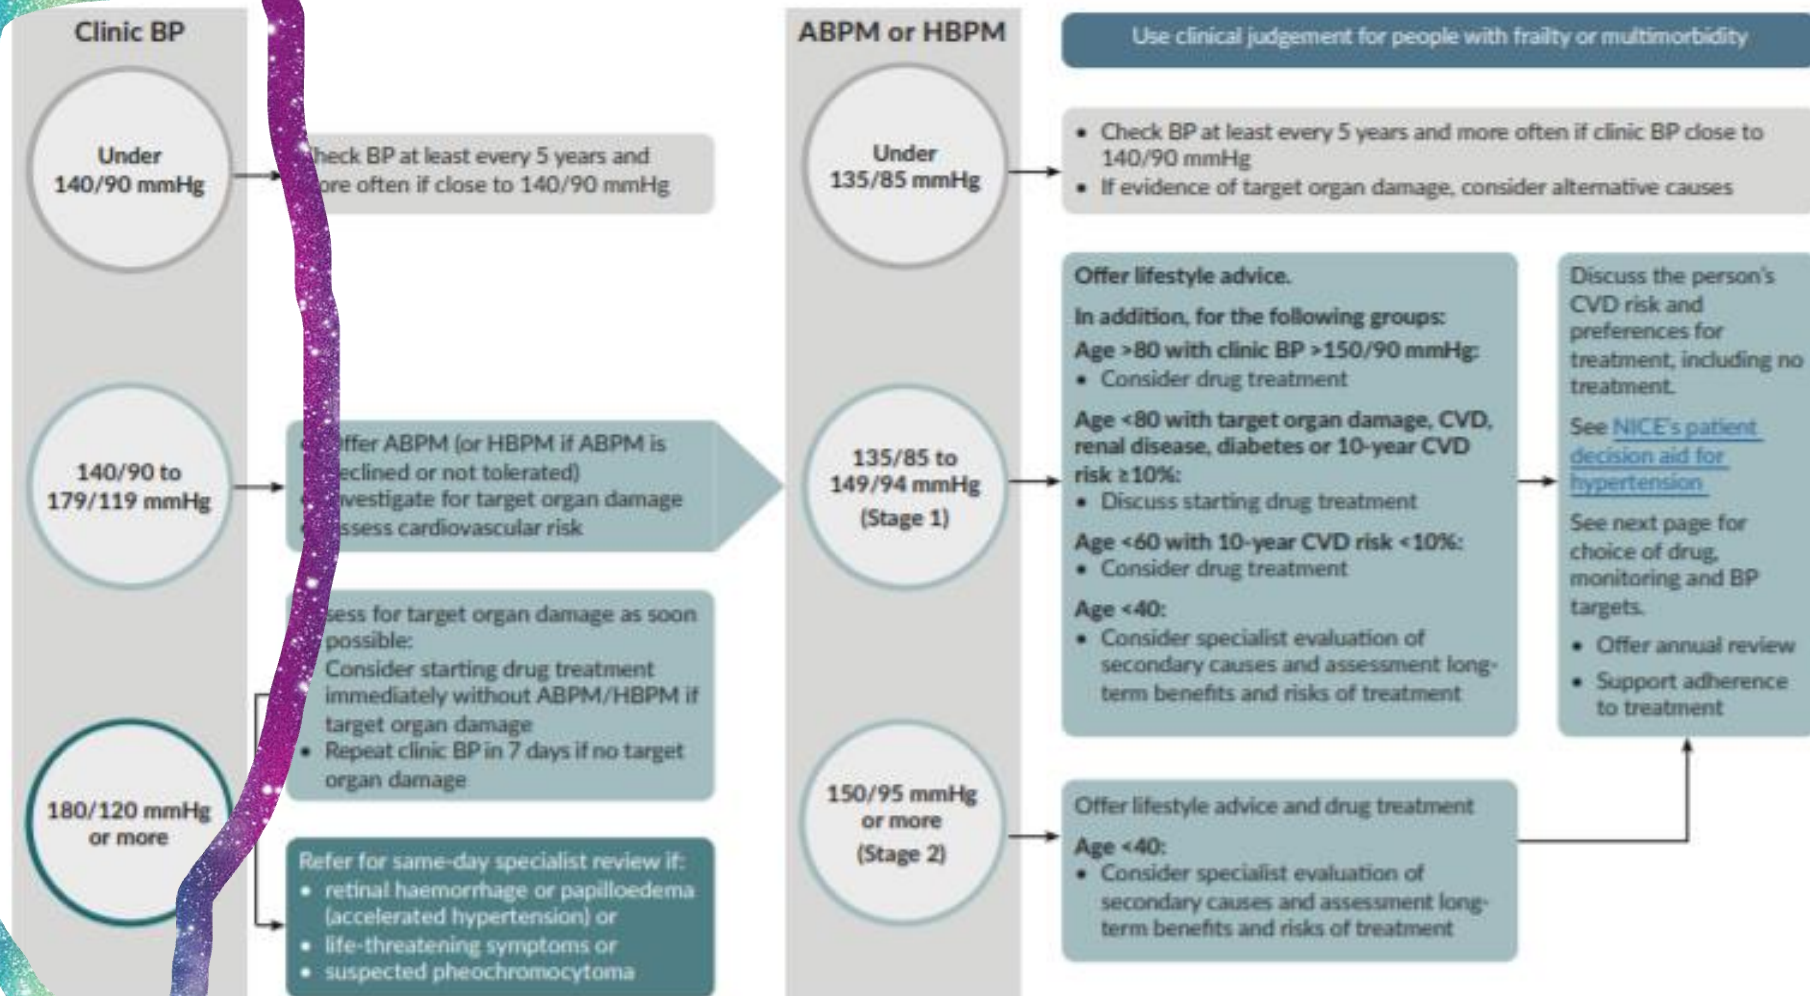 Clinic BP
Under
140/90 mmHg
heck BP at least every 5 years and
ore often if close to 140/90 mmHg
140/90 to
179/119 mmHg
ffer ABPM (or HBPM if ABPM is
eclined or not tolerated)
vestigate for target organ damage
ssess cardiovascular risk
180/120 mmHg
or more
sess for target organ damage as soon
possible:
Consider starting drug treatment
immediately without ABPM/HBPM if
target organ damage
• Repeat clinic BP in 7 days if no target
organ damage
Refer for same-day specialist review if:
• retinal haemorrhage or papilloedema
(accelerated hypertension) or
• life-threatening symptoms or
• suspected pheochromocytoma
ABPM or HBPM
Under
135/85 mmHg
135/85 to
149/94 mmHg
(Stage 1)
150/95 mmHg
or more
(Stage 2)
Use clinical judgement for people with frailty or multimorbidity
• Check BP at least every 5 years and more often if clinic BP close to
140/90 mmHg
• If evidence of target organ damage, consider alternative causes
Offer lifestyle advice.
In addition, for the following groups:
Age >80 with clinic BP >150/90 mmHg:
• Consider drug treatment
Age <80 with target organ damage, CVD,
renal disease, diabetes or 10-year CVD
risk ≥10%:
• Discuss starting drug treatment
Age <60 with 10-year CVD risk <10%:
• Consider drug treatment
Age <40:
• Consider specialist evaluation of
secondary causes and assessment long-
term benefits and risks of treatment
Discuss the person's
CVD risk and
preferences for
treatment, including no
treatment.
See NICE's patient
decision aid for
hypertension
See next page for
choice of drug,
monitoring and BP
targets.
• Offer annual review
• Support adherence
to treatment
Offer lifestyle advice and drug treatment
Age <40:
• Consider specialist evaluation of
secondary causes and assessment long-
term benefits and risks of treatment